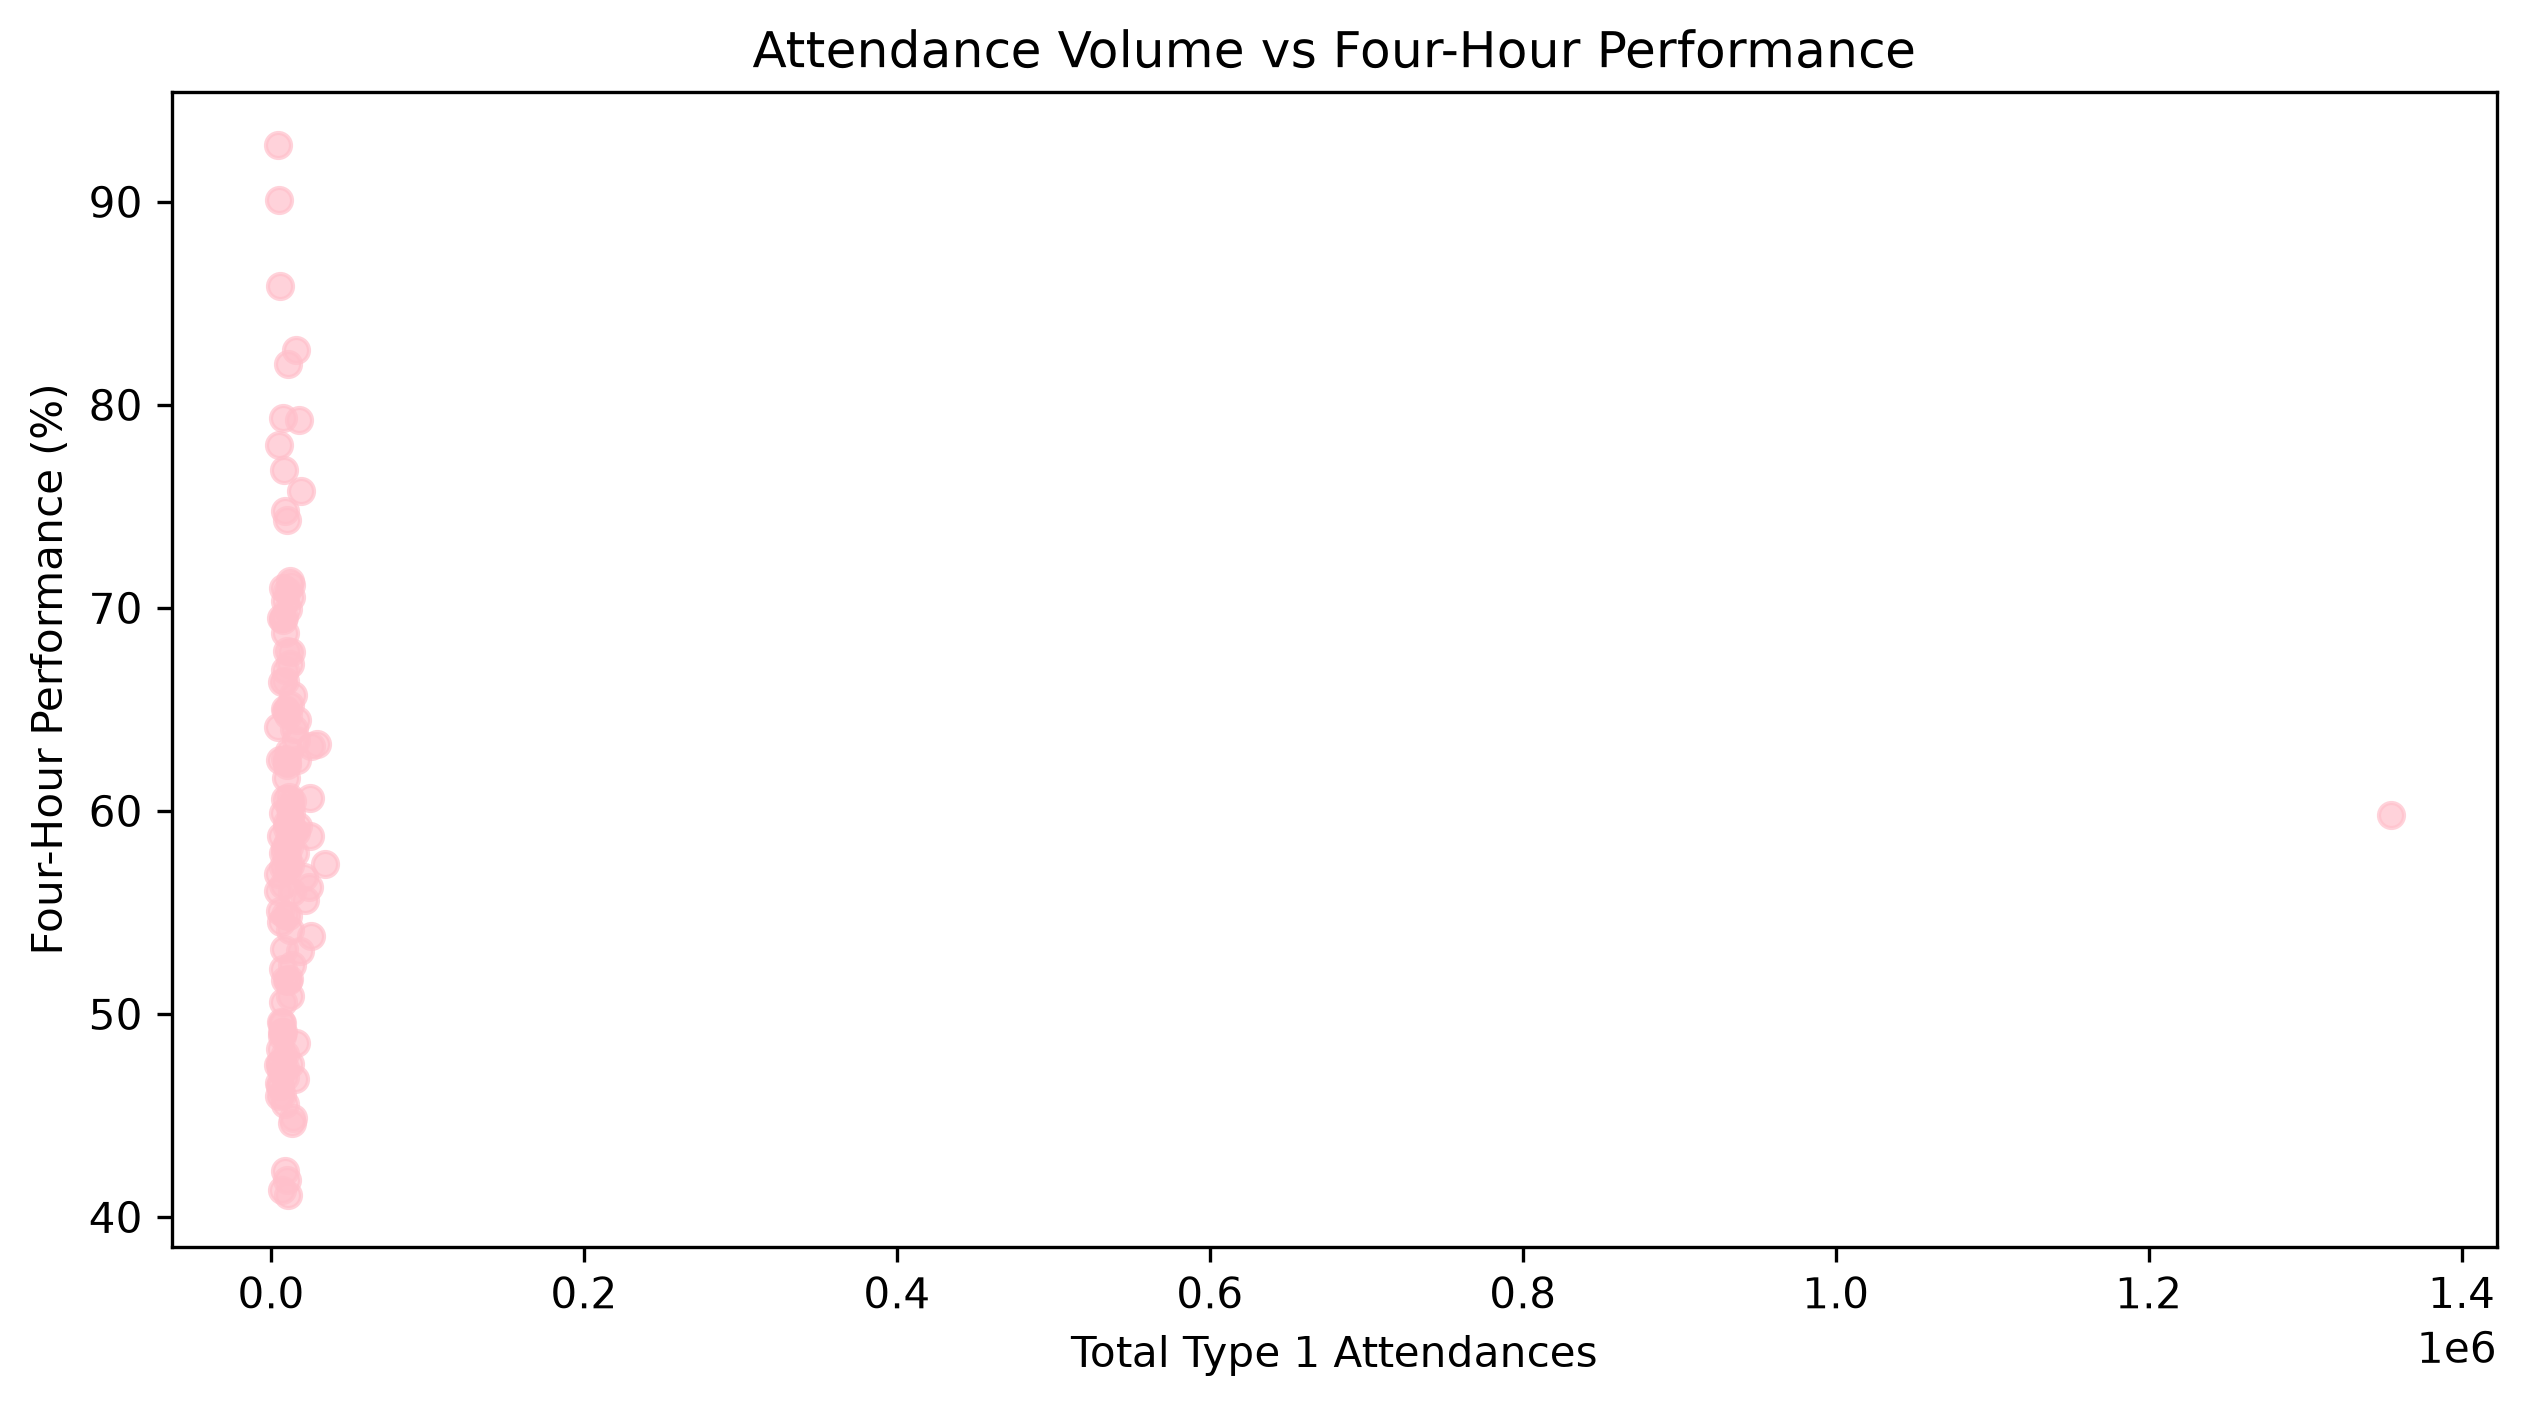 Attendance Volume vs Four-Hour Performance
Four-Hour Performance (%)
90
80
70
60
50
40
0.0 0.2 0.4 0.6 0.8 1.0 1.2 1.4
1e6
Total Type 1 Attendances